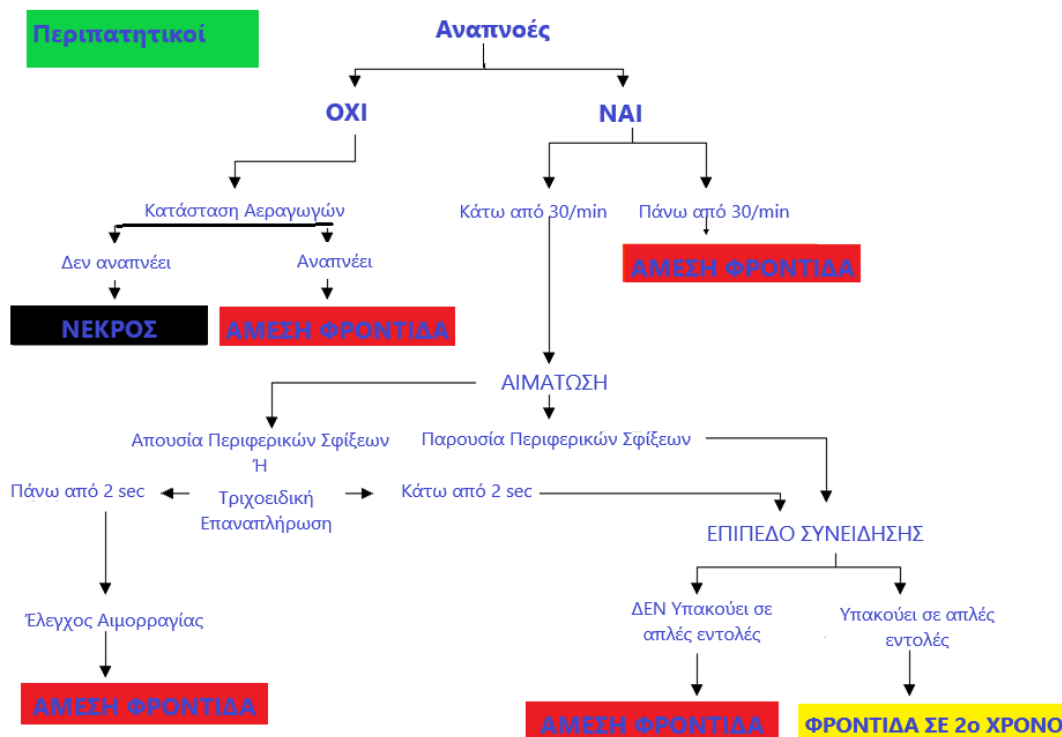 Περιπατητικοί
Αναπνοές
ΟΧΙ
ΝΑΙ
Κατάσταση Αεραγωγών
Κάτω από 30/min
Πάνω από 30/min
Δεν αναπνέει
Αναπνέει
ΑΜΕΣΗ ΦΡΟΝΤΙΔΑ
ΝΕΚΡΟΣ
ΑΜΕΣΗ ΦΡΟΝΤΙΔΑ
ΑΙΜΑΤΩΣΗ
Απουσία Περιφερικών Σφίξεων
Ή
Παρουσία Περιφερικών Σφίξεων
Πάνω από 2 sec
Τριχοειδική
Επαναπλήρωση
Κάτω από 2 sec
ΕΠΙΠΕΔΟ ΣΥΝΕΙΔΗΣΗΣ
Έλεγχος Αιμορραγίας
ΔΕΝ Υπακούει σε
απλές εντολές
Υπακούει σε απλές
εντολές
ΑΜΕΣΗ ΦΡΟΝΤΙΔΑ
ΑΜΕΣΗ ΦΡΟΝΤΙΔΑ
ΦΡΟΝΤΙΔΑ ΣΕ 2ο ΧΡΟΝΟ